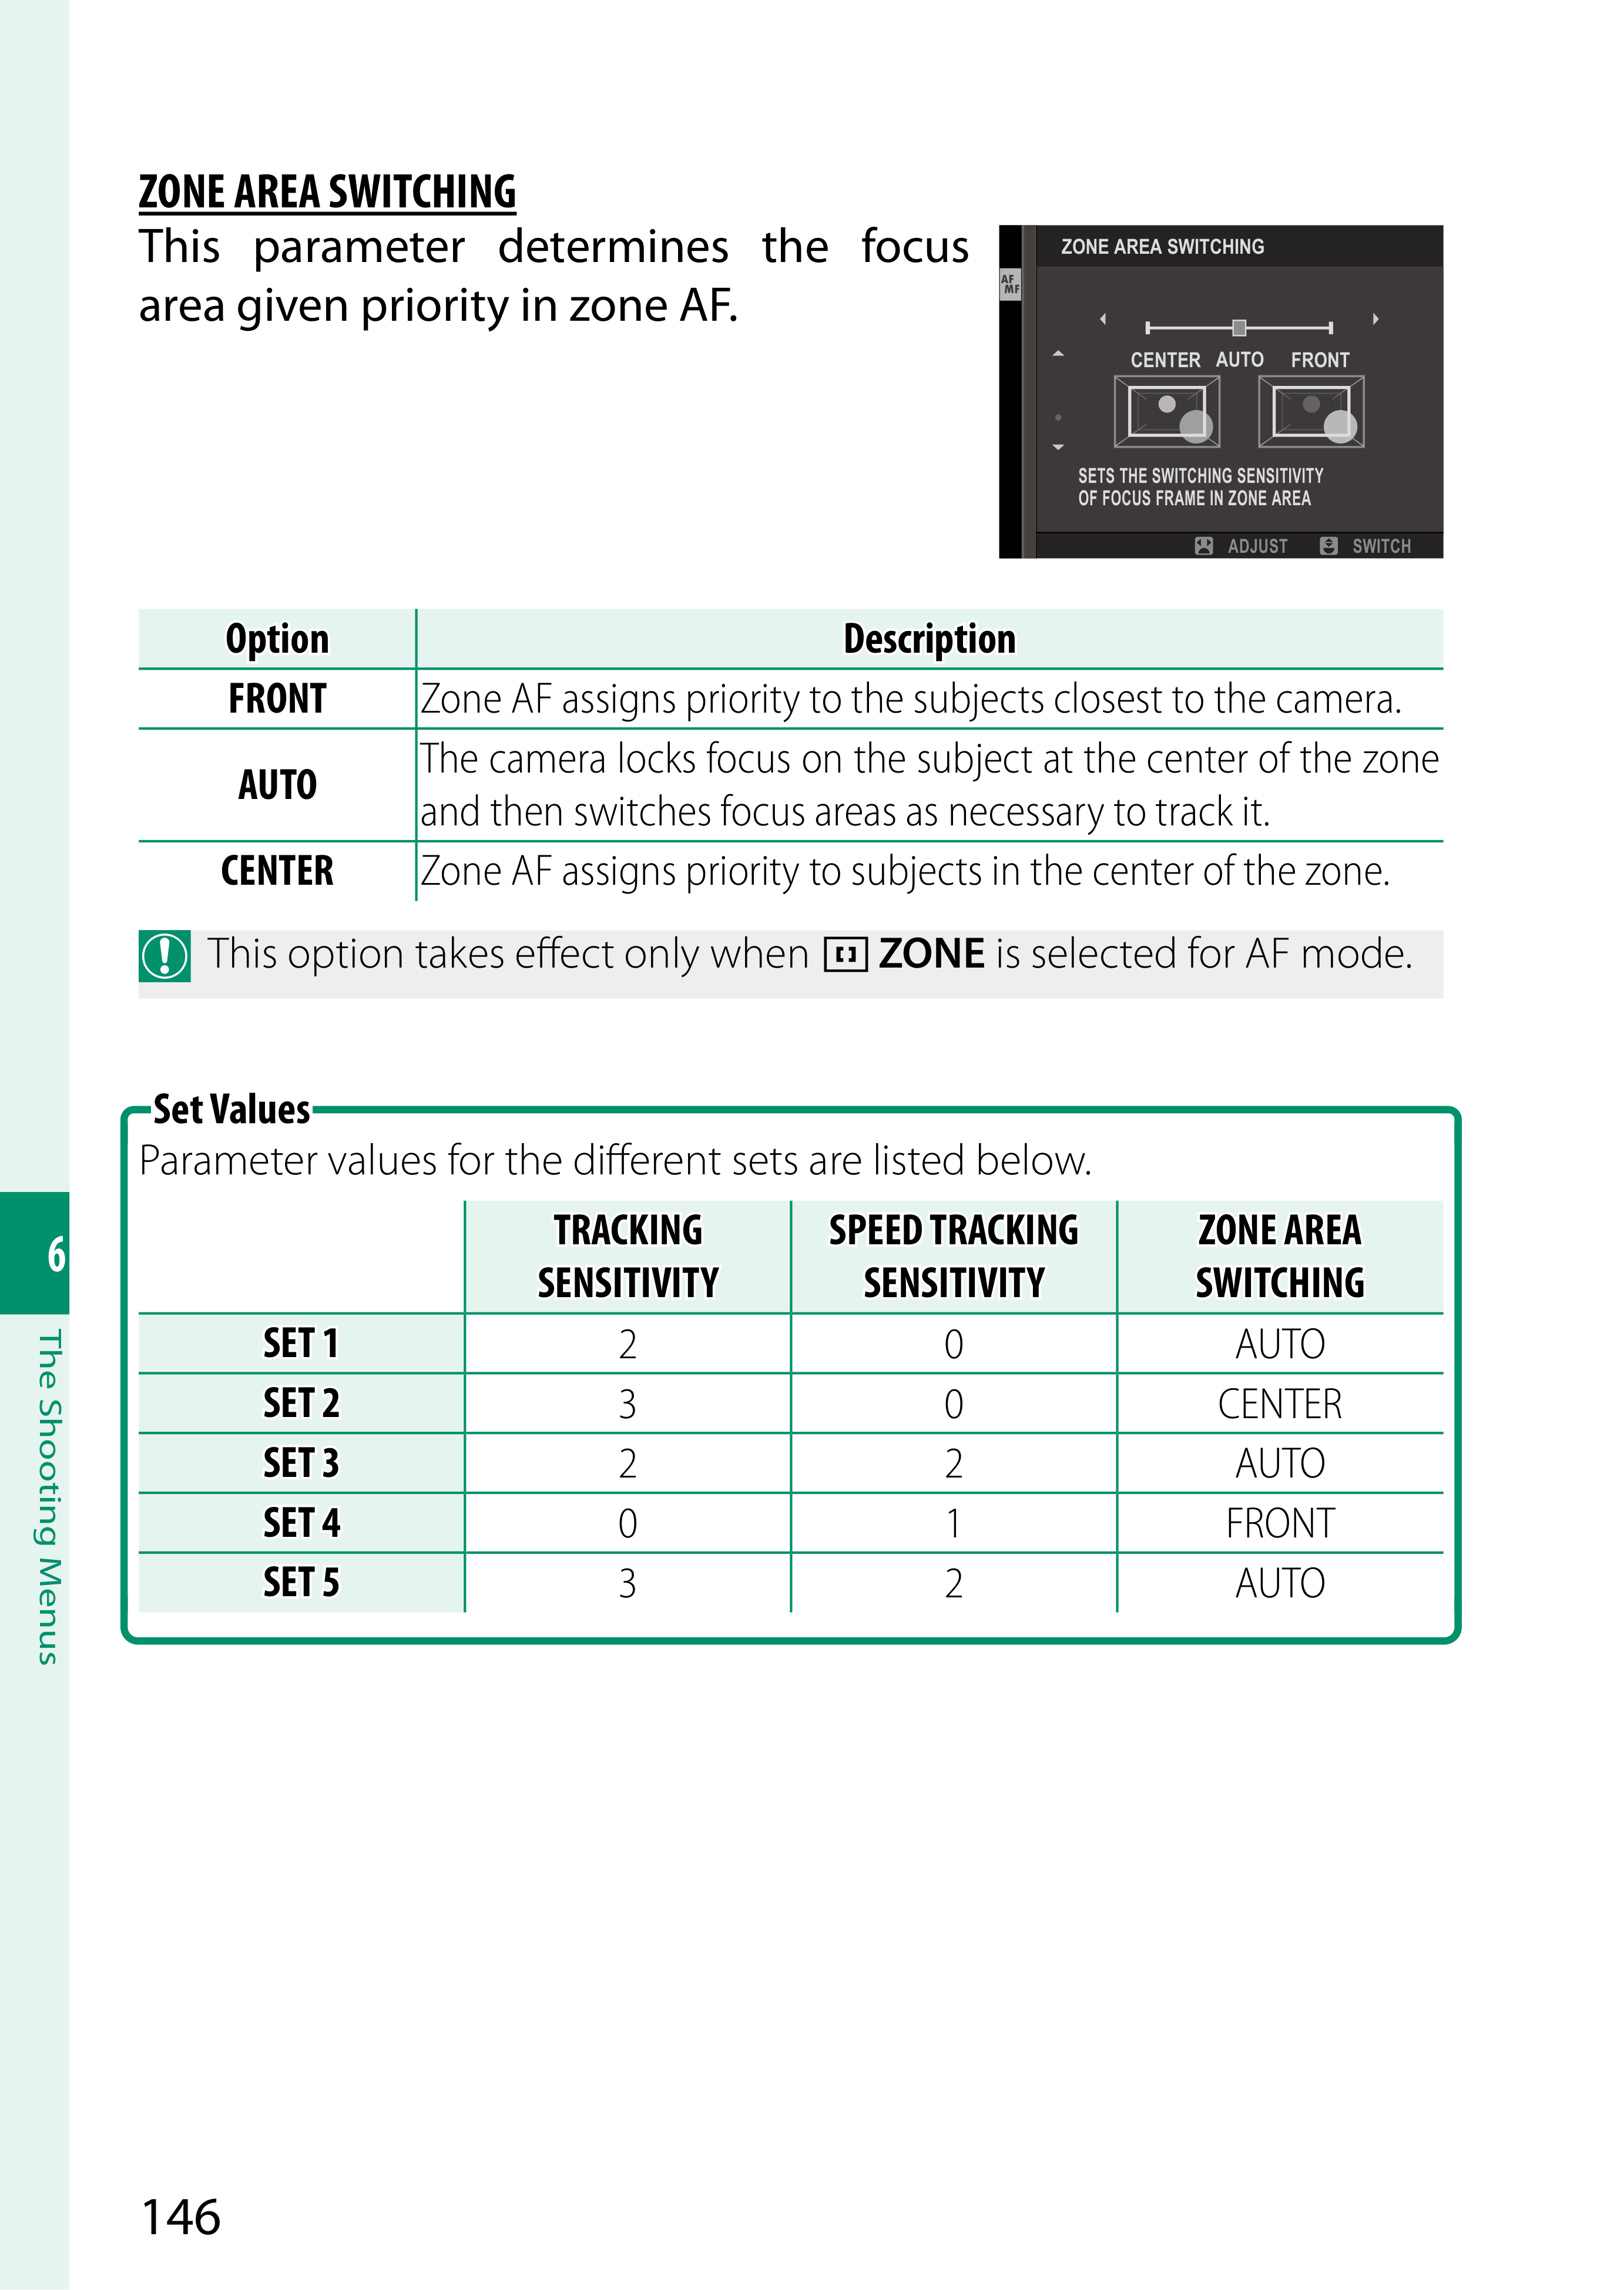 ZONE AREA SWITCHING
This parameter determines the focus
area given priority in zone AF.
ZONE AREA SWITCHING
AF
MF
CENTER AUTO FRONT
SETS THE SWITCHING SENSITIVITY
OF FOCUS FRAME IN ZONE AREA
ADJUST SWITCH
Option Description
FRONT Zone AF assigns priority to the subjects closest to the camera.
AUTO The camera locks focus on the subject at the center of the zone
and then switches focus areas as necessary to track it.
CENTER Zone AF assigns priority to subjects in the center of the zone.
This option takes effect only when ZONE is selected for AF mode.
Set Values
Parameter values for the different sets are listed below.
TRACKING SPEED TRACKING ZONE AREA
SENSITIVITY SENSITIVITY SWITCHING
SET 1 2 0 AUTO
SET 2 3 0 CENTER
SET 3 2 2 AUTO
SET 4 0 1 FRONT
SET 5 3 2 AUTO
6
The Shooting Menus
146